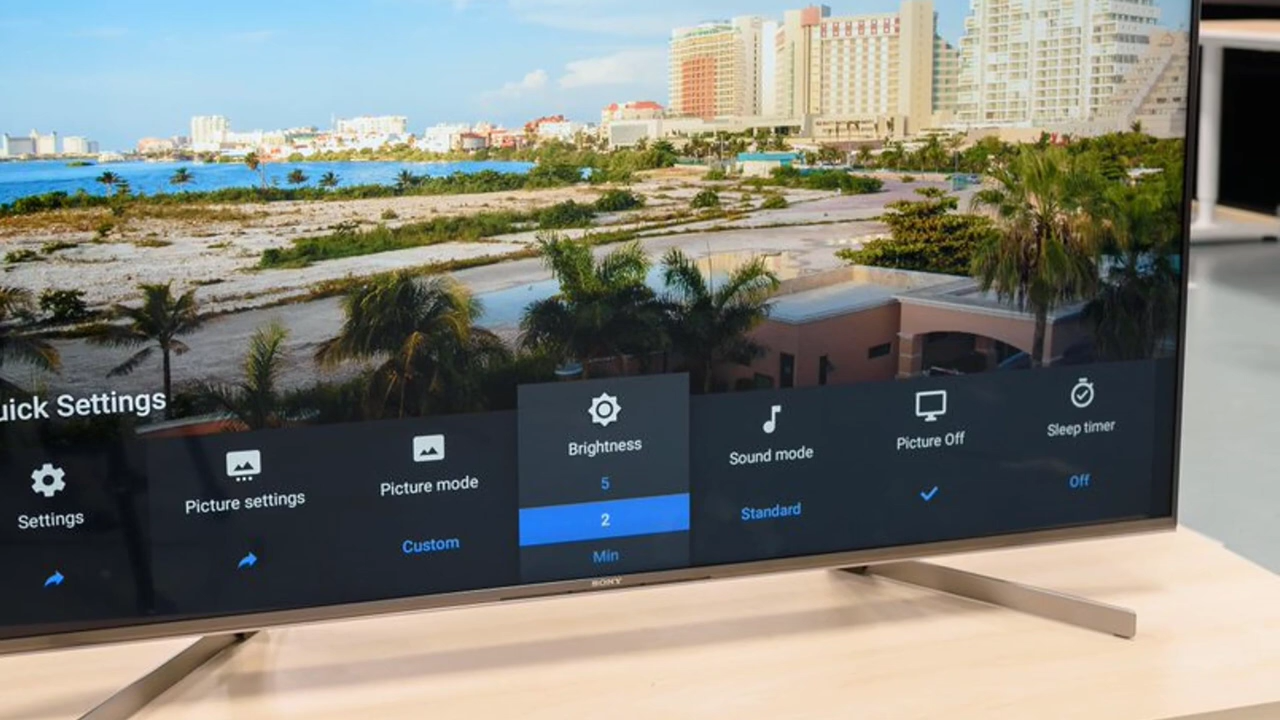 uick Settings
Settings
Picture settings
Picture mode
Custom
Brightness
5
2
Min
Sound mode
Standard
Picture Off
Sleep timer
Off
SONY